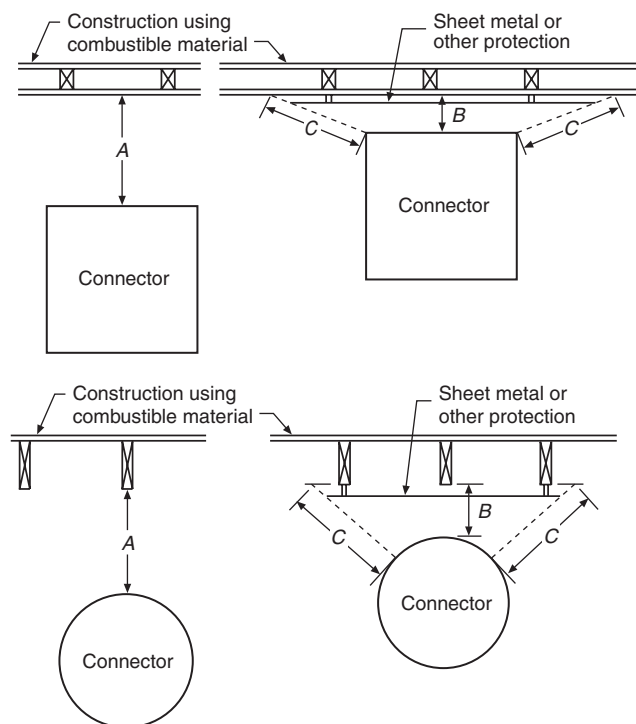 Construction using
combustible material
Sheet metal or
other protection
A
B
C
C
Connector
Connector
Construction using
combustible material
Sheet metal or
other protection
A
B
C
C
Connector
Connector